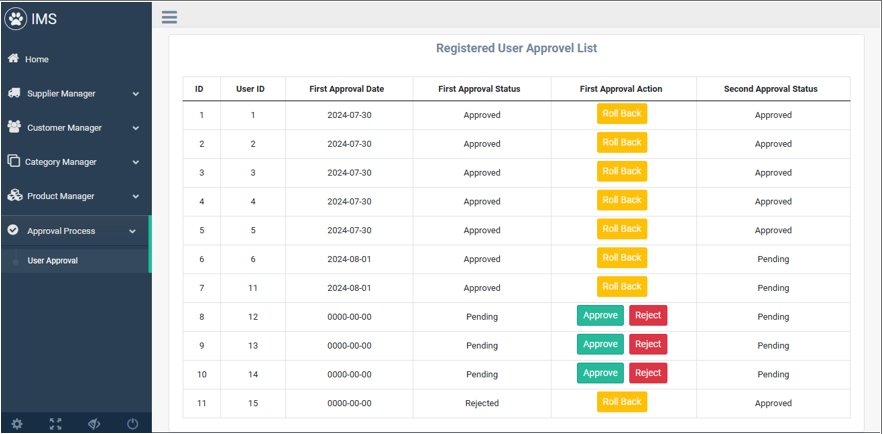 IMS
Home
Supplier Manager
Customer Manager
Category Manager
Product Manager
Approval Process
User Approval
Registered User Approvel List
ID User ID First Approval Date First Approval Status First Approval Action Second Approval Status
1 1 2024-07-30 Approved Roll Back Approved
2 2 2024-07-30 Approved Roll Back Approved
3 3 2024-07-30 Approved Roll Back Approved
4 4 2024-07-30 Approved Roll Back Approved
5 5 2024-07-30 Approved Roll Back Approved
6 6 2024-08-01 Approved Roll Back Pending
7 11 2024-08-01 Approved Roll Back Pending
8 12 0000-00-00 Pending Approve Reject Pending
9 13 0000-00-00 Pending Approve Reject Pending
10 14 0000-00-00 Pending Approve Reject Pending
11 15 0000-00-00 Rejected Roll Back Approved